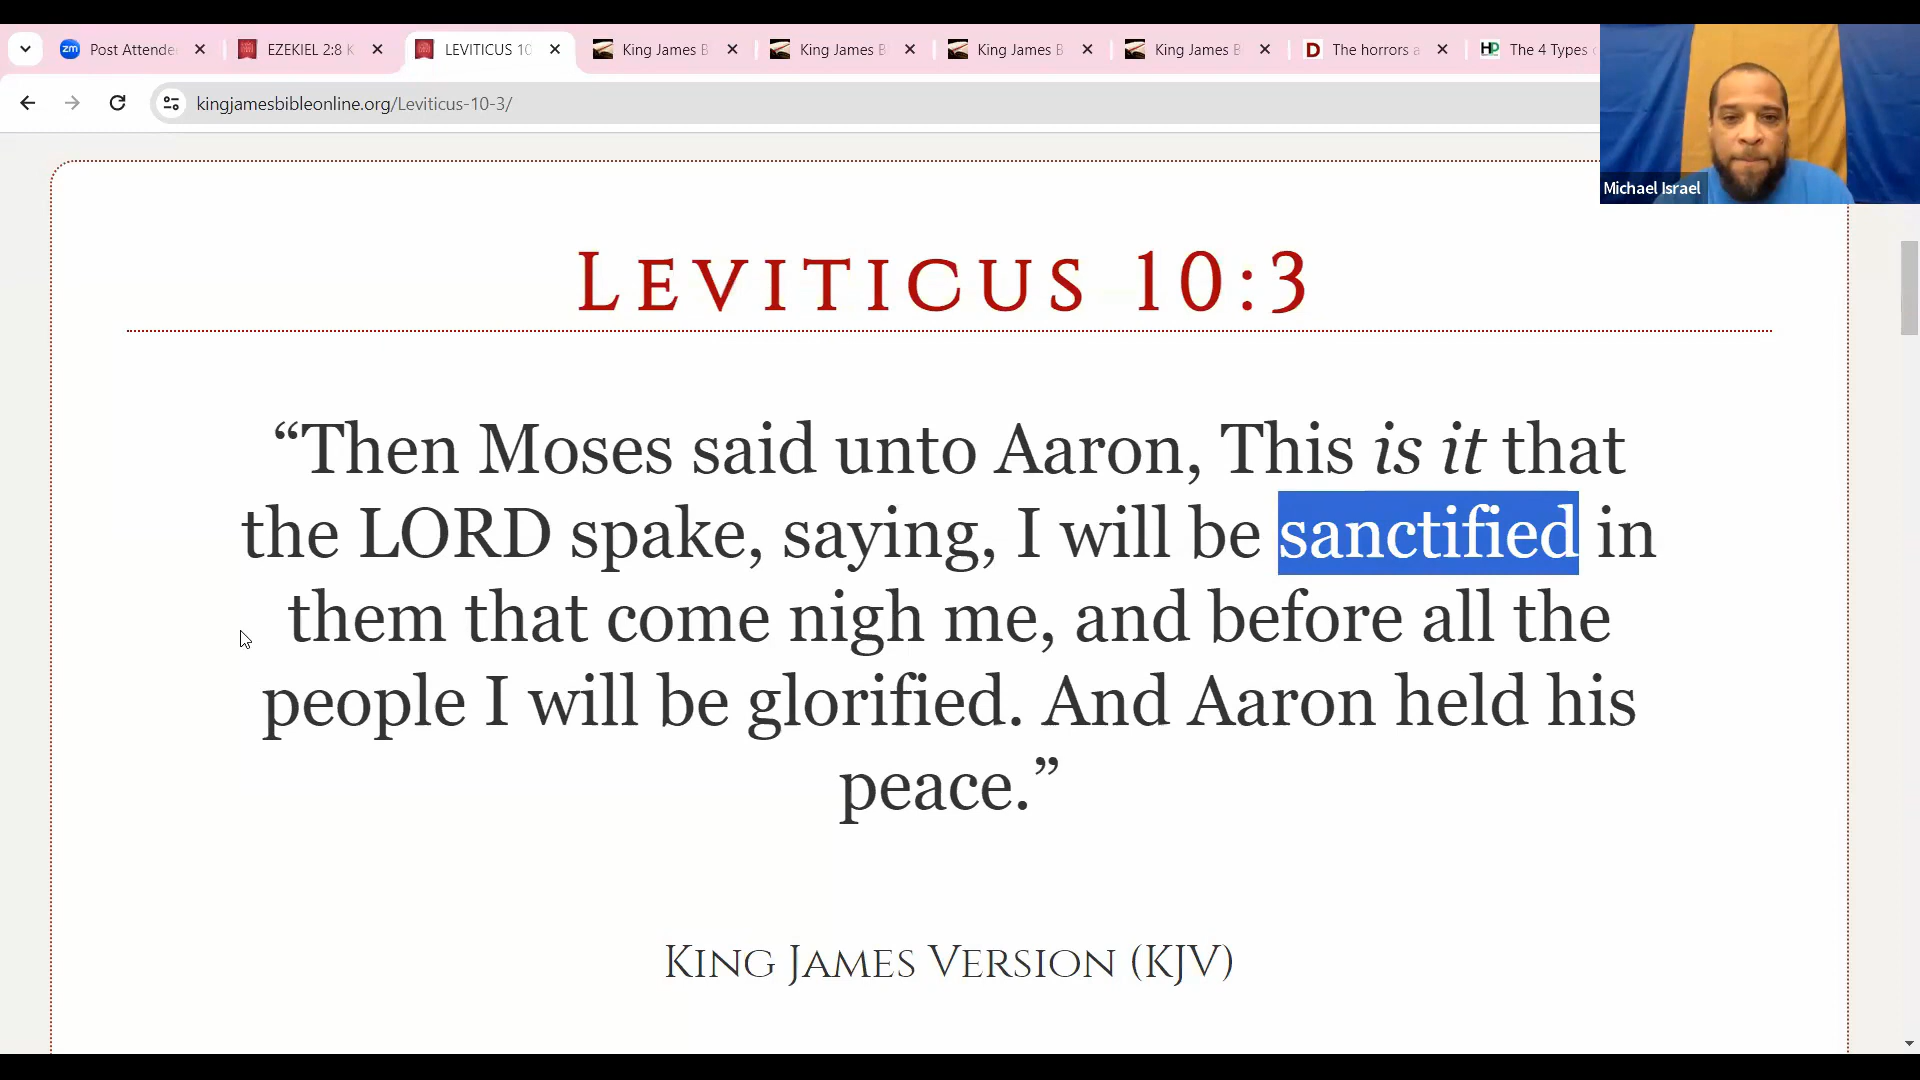 Post Attende
EZEKIEL 2:8 K
LEVITICUS 10
King James B
King James B
King James B
King James B
The horrors a
The 4 Types
kingjamesbibleonline.org/Leviticus-10-3/
Michael Israel
LEVITICUS 10:3
“Then Moses said unto Aaron, This is it that
the LORD spake, saying, I will be sanctified in
them that come nigh me, and before all the
people I will be glorified. And Aaron held his
peace.”
KING JAMES VERSION (KJV)